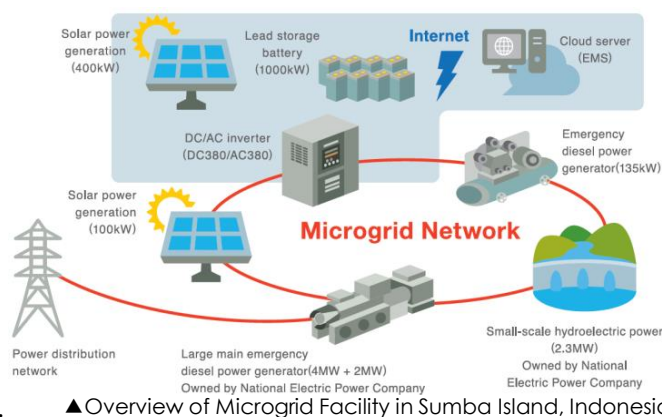 Solar power
generation
(400kW)
Lead storage
battery
(1000kW)
Internet
Cloud server
(EMS)
DC/AC inverter
(DC380/AC380)
Emergency
diesel power
generator(135kW)
Solar power
generation
(100kW)
Microgrid Network
Power distribution
network
Large main emergency
diesel power generator(4MW + 2MW)
Owned by National Electric Power Company
Small-scale hydroelectric power
(2.3MW)
Owned by National
Electric Power Company
▲Overview of Microgrid Facility in Sumba Island, Indonesia